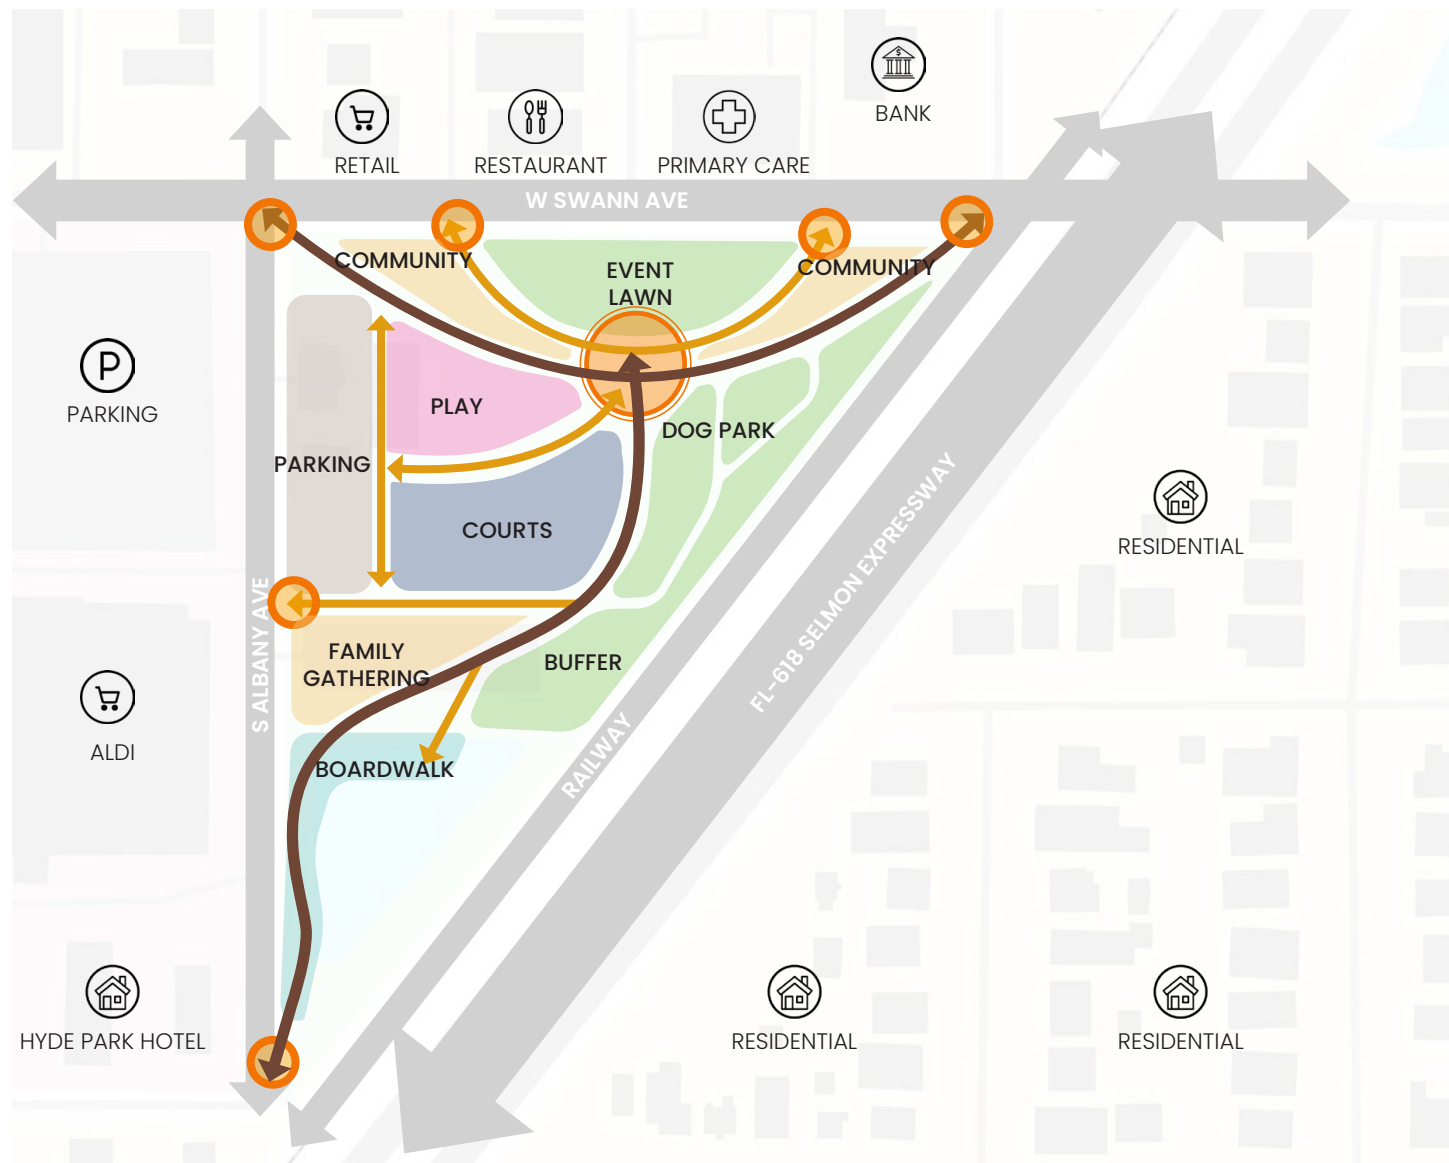 BANK
RETAIL
RESTAURANT
PRIMARY CARE
W SWANN AVE
COMMUNITY
EVENT
LAWN
COMMUNITY
P
PARKING
PLAY
DOG PARK
PARKING
COURTS
RESIDENTIAL
FL-618 SELMON EXPRESSWAY
S ALBANY AVE
FAMILY
GATHERING
BUFFER
ALDI
RAILWAY
BOARDWALK
HYDE PARK HOTEL
RESIDENTIAL
RESIDENTIAL